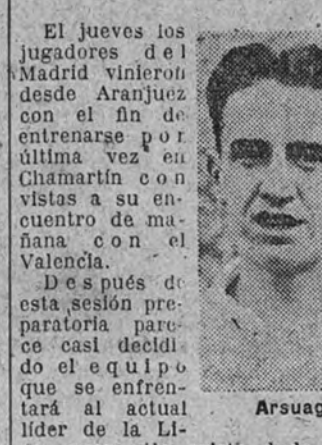 El jueves los
jugadores del
Madrid vinieron
desde Aranjuez
con el fin de
entrenarse por
última vez en
Chamartín con
vistas a su en-
cuentro de ma-
ñana con el
Valencia.
Después de
esta sesión pre-
paratoria pare-
ce casi decidi-
do el equipo
que se enfren-
tará al actual
líder de la Li-
Arsuag